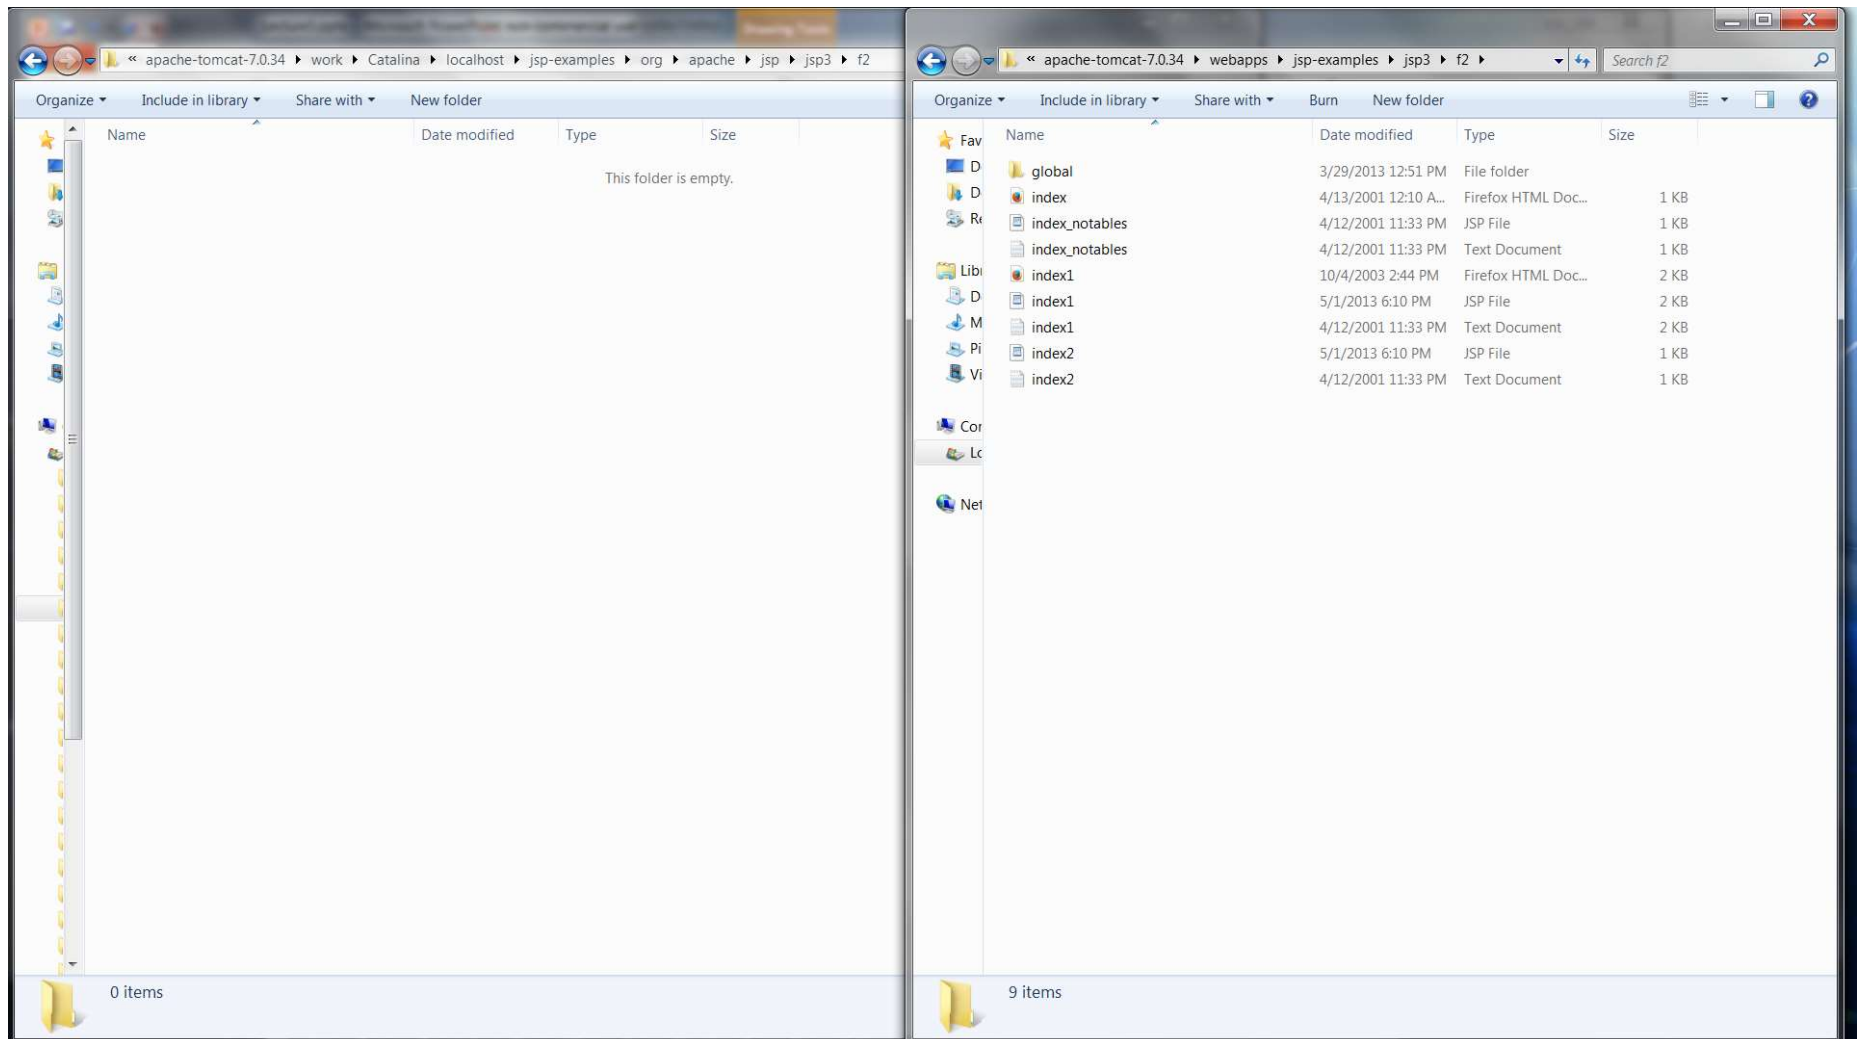 « apache-tomcat-7.0.34 work Catalina localhost jsp-examples org apache jsp jsp3 f2
Organize Include in library Share with New folder
Name Date modified Type Size
This folder is empty.
0 items
« apache-tomcat-7.0.34 webapps jsp-examples jsp3 f2 Search f2
Organize Include in library Share with Burn New folder
Fav
D
D
Re
Libr
D
M
Pi
Vi
Cor
Lo
Net
Name Date modified Type Size
global 3/29/2013 12:51 PM File folder
index 4/13/2001 12:10 A... Firefox HTML Doc... 1 KB
index_notables 4/12/2001 11:33 PM JSP File 1 KB
index_notables 4/12/2001 11:33 PM Text Document 1 KB
index1 10/4/2003 2:44 PM Firefox HTML Doc... 2 KB
index1 5/1/2013 6:10 PM JSP File 2 KB
index1 4/12/2001 11:33 PM Text Document 2 KB
index2 5/1/2013 6:10 PM JSP File 1 KB
index2 4/12/2001 11:33 PM Text Document 1 KB
9 items